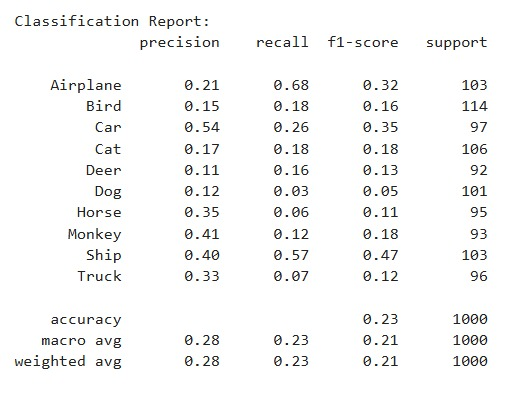 Classification Report:
precision recall f1-score support
Airplane 0.21 0.68 0.32 103
Bird 0.15 0.18 0.16 114
Car 0.54 0.26 0.35 97
Cat 0.17 0.18 0.18 106
Deer 0.11 0.16 0.13 92
Dog 0.12 0.03 0.05 101
Horse 0.35 0.06 0.11 95
Monkey 0.41 0.12 0.18 93
Ship 0.40 0.57 0.47 103
Truck 0.33 0.07 0.12 96
accuracy 0.23 1000
macro avg 0.28 0.23 0.21 1000
weighted avg 0.28 0.23 0.21 1000